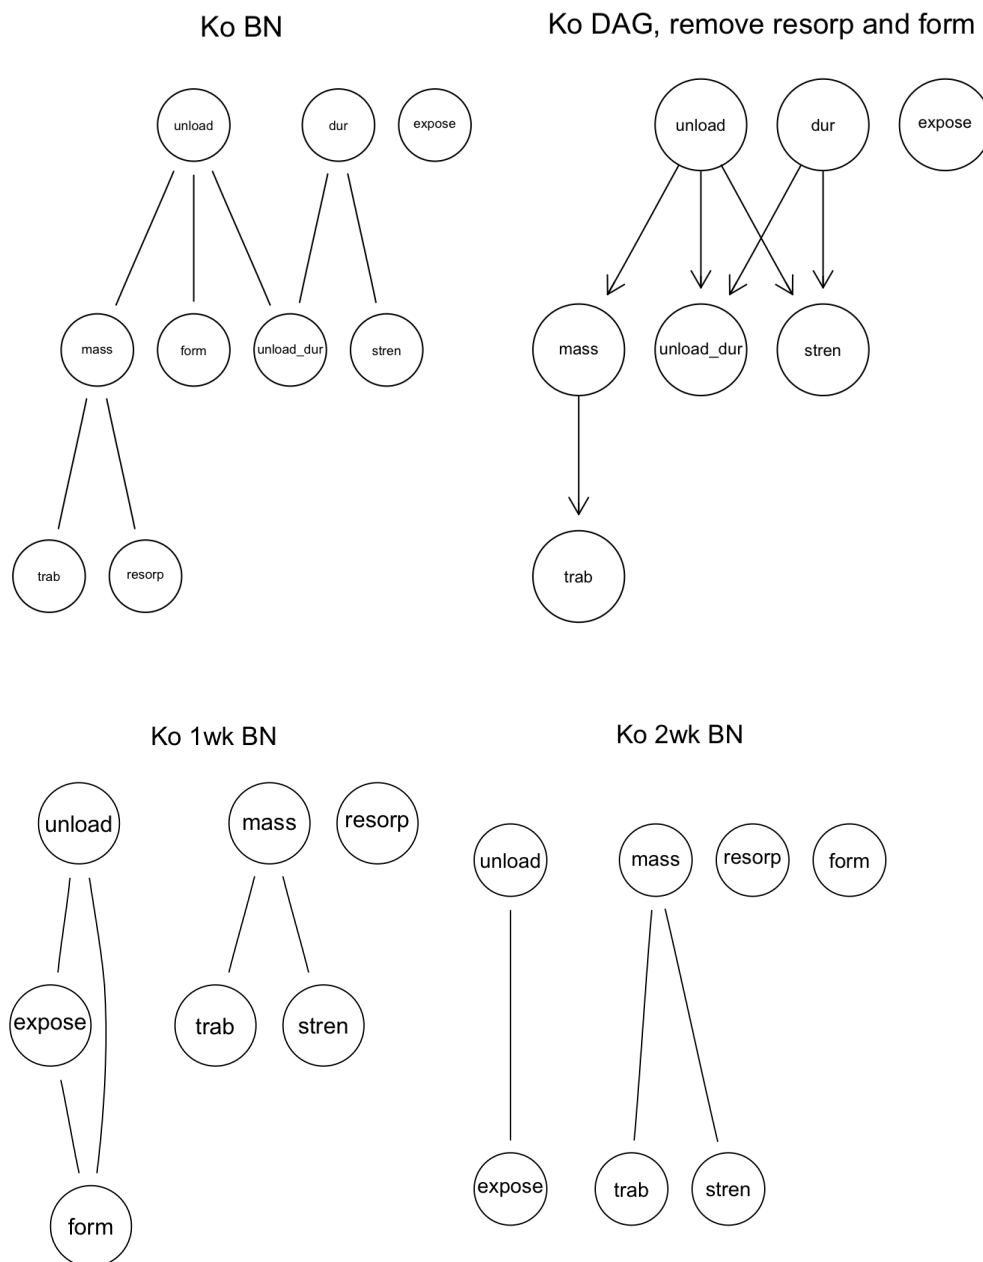 Ko BN
unload
dur
expose
mass
form
unload_dur
stren
trab
resorp
Ko DAG, remove resorp and form
unload
dur
expose
mass
unload_dur
stren
trab
Ko 1wk BN
unload
mass
resorp
expose
trab
stren
form
Ko 2wk BN
unload
mass
resorp
form
expose
trab
stren